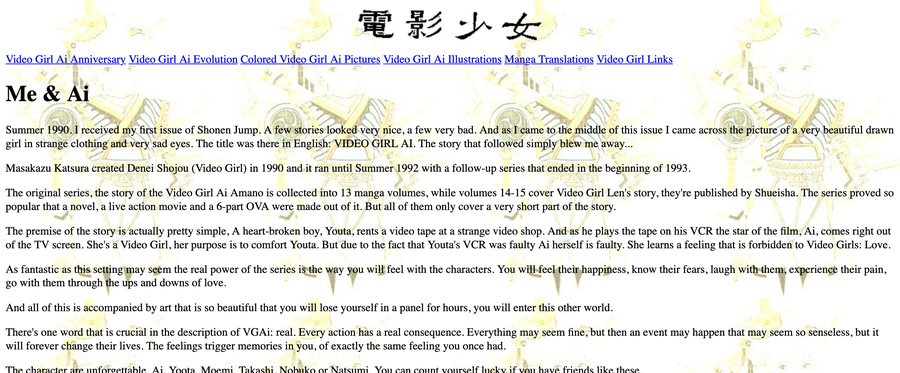 電影少女
Video Girl Ai Anniversary Video Girl Ai Evolution Colored Video Girl Ai Pictures Video Girl Ai Illustrations Manga Translations Video Girl Links
Me & Ai
Summer 1990. I received my first issue of Shonen Jump. A few stories looked very nice, a few very bad. And as I came to the middle of this issue I came across the picture of a very beautiful drawn
girl in strange clothing and very sad eyes. The title was there in English: VIDEO GIRL AI. The story that followed simply blew me away...
Masakazu Katsura created Denei Shojou (Video Girl) in 1990 and it ran until Summer 1992 with a follow-up series that ended in the beginning of 1993.
The original series, the story of the Video Girl Ai Amano is collected into 13 manga volumes, while volumes 14-15 cover Video Girl Len's story, they're published by Shueisha. The series proved so
popular that a novel, a live action movie and a 6-part OVA were made out of it. But all of them only cover a very short part of the story.
The premise of the story is actually pretty simple, A heart-broken boy, Youta, rents a video tape at a strange video shop. And as he plays the tape on his VCR the star of the film, Ai, comes right out
of the TV screen. She's a Video Girl, her purpose is to comfort Youta. But due to the fact that Youta's VCR was faulty Ai herself is faulty. She learns a feeling that is forbidden to Video Girls: Love.
As fantastic as this setting may seem the real power of the series is the way you will feel with the characters. You will feel their happiness, know their fears, laugh with them, experience their pain,
go with them through the ups and downs of love.
And all of this is accompanied by art that is so beautiful that you will lose yourself in a panel for hours, you will enter this other world.
There's one word that is crucial in the description of VGAi: real. Every action has a real consequence. Everything may seem fine, but then an event may happen that may seem so senseless, but it
will forever change their lives. The feelings trigger memories in you, of exactly the same feeling you once had.
The character are unforgettable. Ai, Yoota, Moemi, Takashi, Nobuko or Natsumi. You can count yourself lucky if you have friends like these.